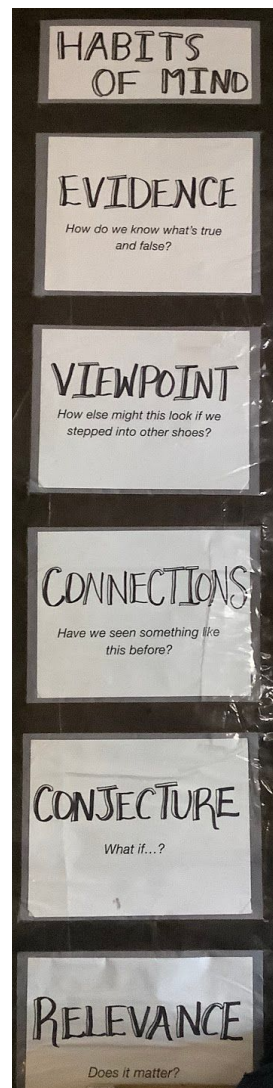 HABITS
OF MIND
EVIDENCE
How do we know what's true
and false?
VIEWPOINT
How else might this look if we
stepped into other shoes?
CONNECTIONS
Have we seen something like
this before?
CONJECTURE
What if...?
RELEVANCE
Does it matter?